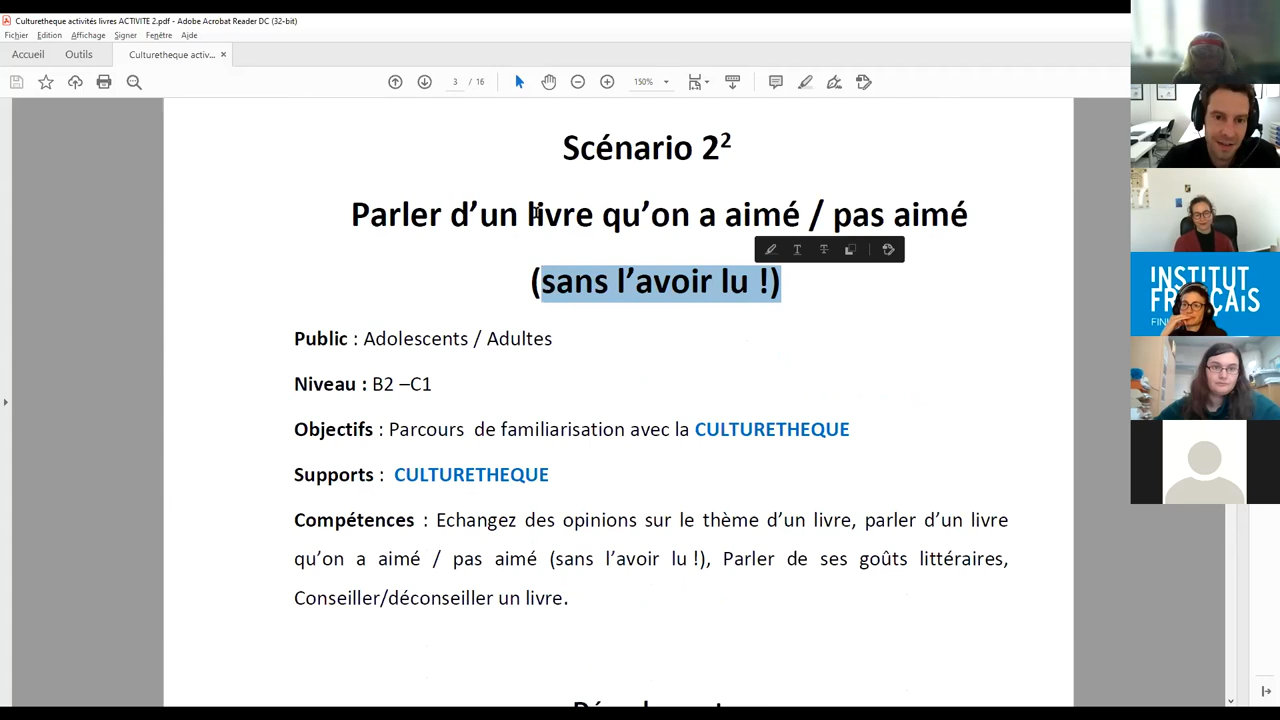 Culturetheque activités livres ACTIVITE 2.pdf - Adobe Acrobat Reader DC (32-bit)
Fichier Edition Affichage Signer Fenêtre Aide
Accueil Outils Culturetheque activ... ×
3 / 16 150%
Scénario 2²
Parler d’un livre qu’on a aimé / pas aimé
(sans l’avoir lu !)
Public : Adolescents / Adultes
Niveau : B2 –C1
Objectifs : Parcours de familiarisation avec la CULTURETHEQUE
Supports : CULTURETHEQUE
Compétences : Echangez des opinions sur le thème d’un livre, parler d’un livre
qu’on a aimé / pas aimé (sans l’avoir lu !), Parler de ses goûts littéraires,
Conseiller/déconseiller un livre.
INSTITUT
FRANÇAIS